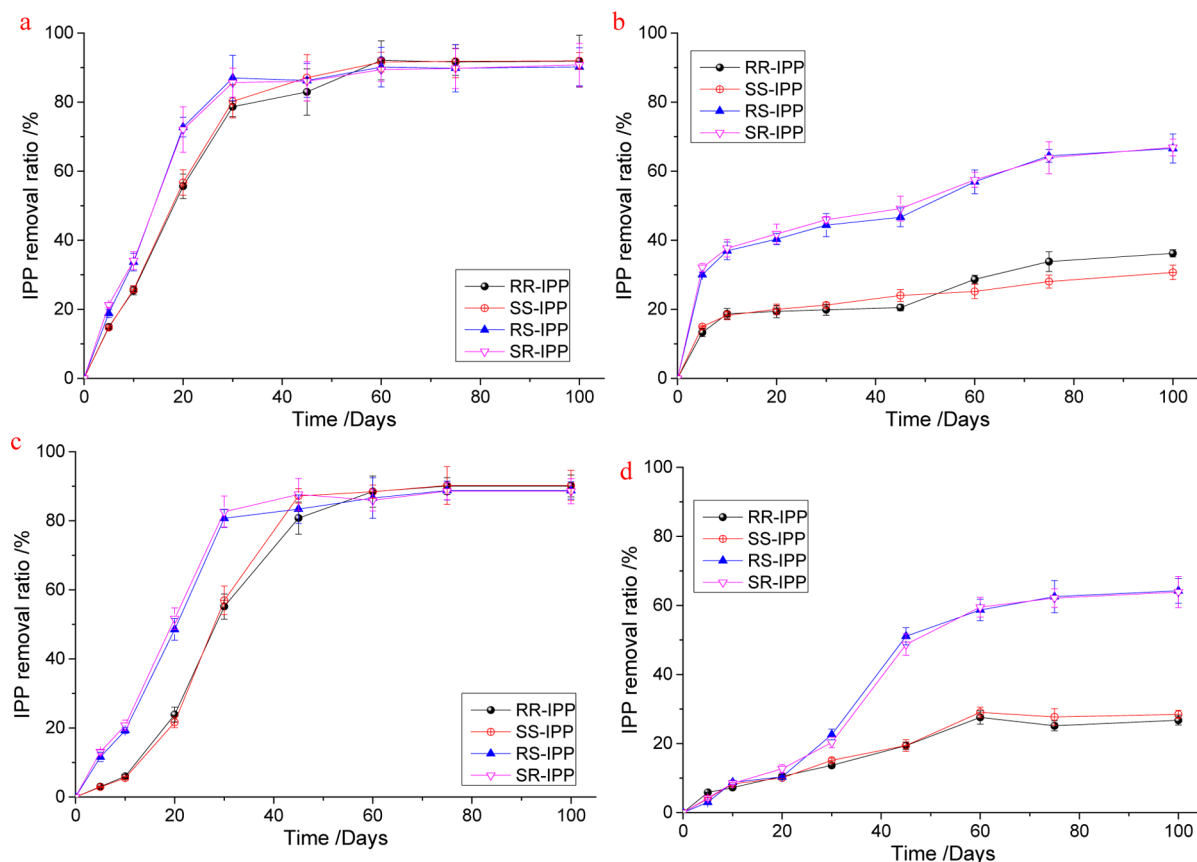 a
IPP removal ratio /%
100
80
60
40
20
0
RR-IPP
SS-IPP
RS-IPP
SR-IPP
0 20 40 60 80 100
Time /Days
b
IPP removal ratio /%
100
80
60
40
20
0
RR-IPP
SS-IPP
RS-IPP
SR-IPP
0 20 40 60 80 100
Time /Days
c
IPP removal ratio /%
100
80
60
40
20
0
RR-IPP
SS-IPP
RS-IPP
SR-IPP
0 20 40 60 80 100
Time /Days
d
IPP removal ratio /%
100
80
60
40
20
0
RR-IPP
SS-IPP
RS-IPP
SR-IPP
0 20 40 60 80 100
Time /Days